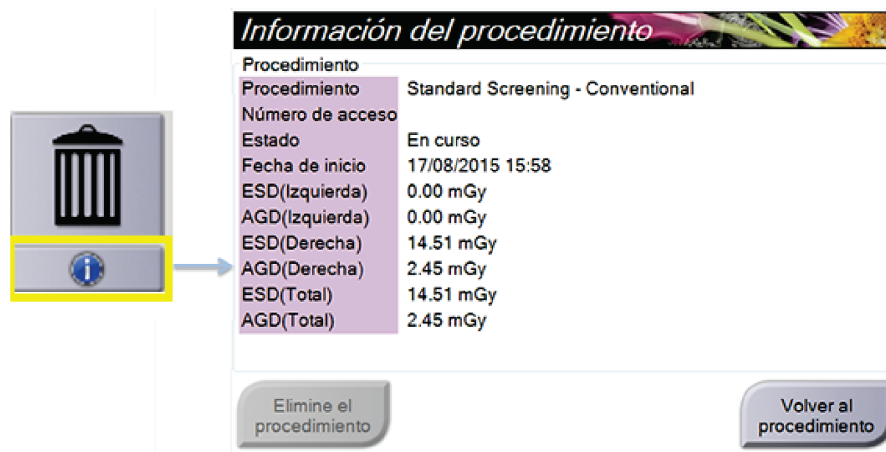 Información del procedimiento
Procedimiento
Procedimiento Standard Screening - Conventional
Número de acceso
Estado En curso
Fecha de inicio 17/08/2015 15:58
ESD(Izquierda) 0.00 mGy
AGD(Izquierda) 0.00 mGy
ESD(Derecha) 14.51 mGy
AGD(Derecha) 2.45 mGy
ESD(Total) 14.51 mGy
AGD(Total) 2.45 mGy
i
Elimine el
procedimiento
Volver al
procedimiento